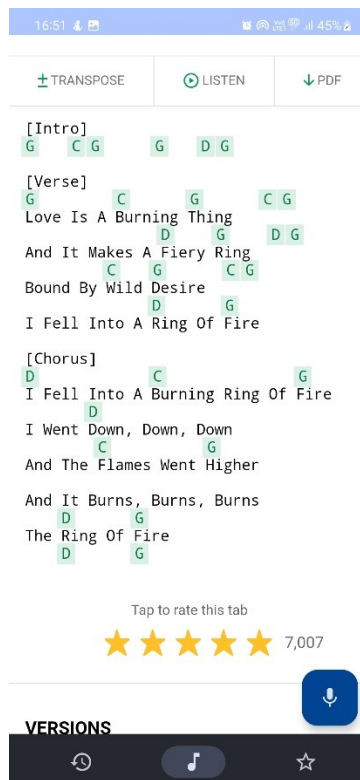 16:51 45%
TRANSPOSE LISTEN PDF
[Intro]
G C G G D G
[Verse]
G C G C G
Love Is A Burning Thing
D G D G
And It Makes A Fiery Ring
C G C G
Bound By Wild Desire
D G
I Fell Into A Ring Of Fire
[Chorus]
D C G
I Fell Into A Burning Ring Of Fire
D
I Went Down, Down, Down
C G
And The Flames Went Higher
And It Burns, Burns, Burns
D G
The Ring Of Fire
D G
Tap to rate this tab
7,007
VERSIONS